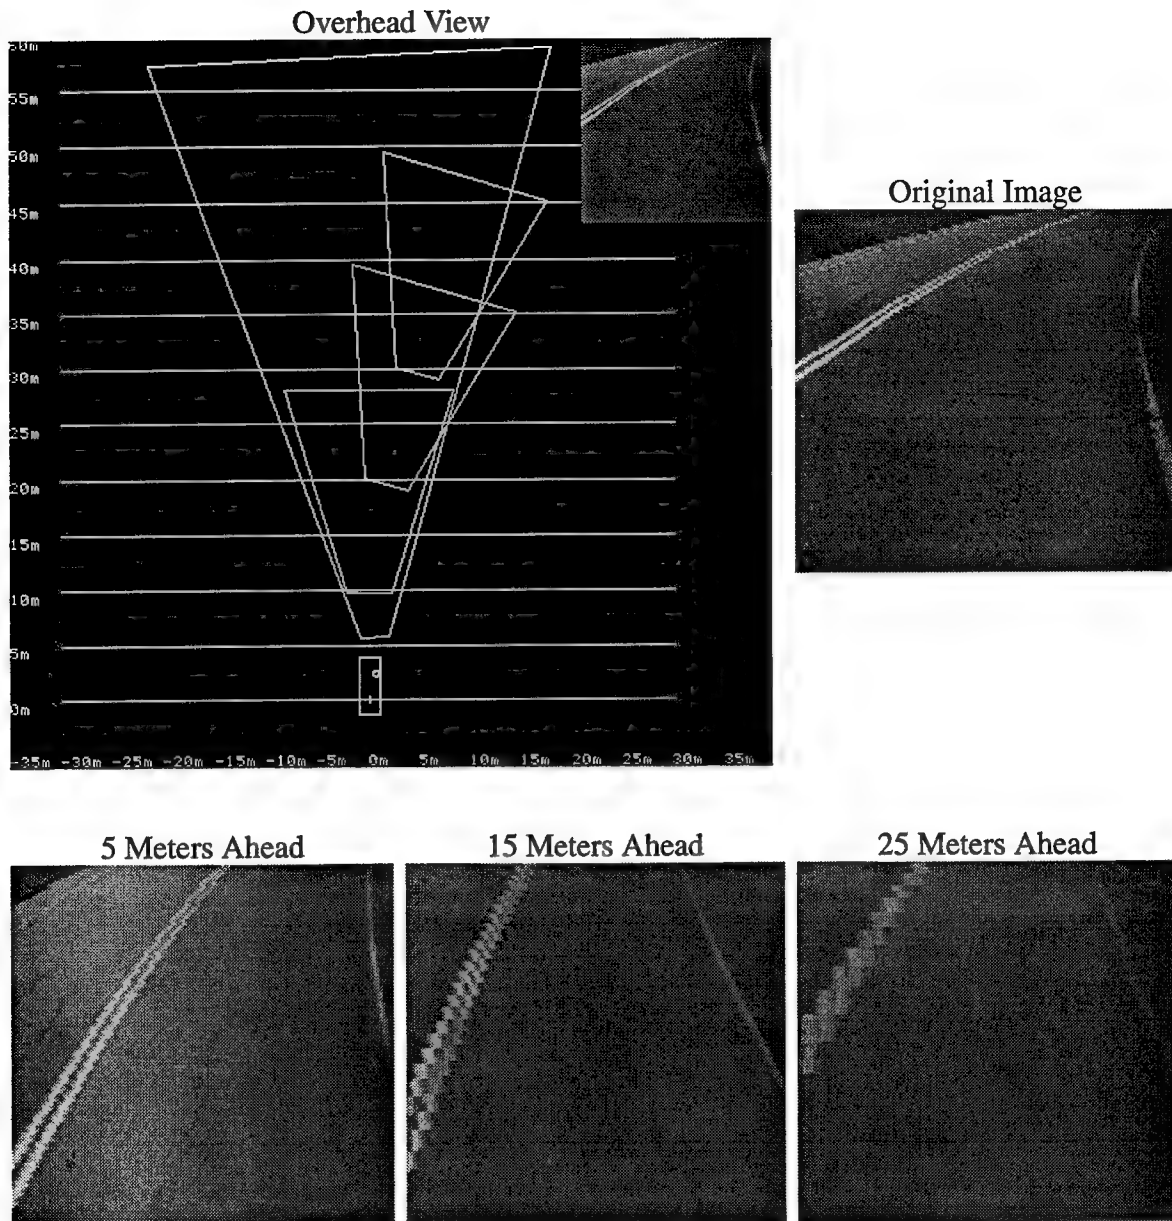 Overhead View
60m
55m
50m
45m
40m
35m
30m
25m
20m
15m
10m
5m
0m
-35m -30m -25m -20m -15m -10m -5m 0m 5m 10m 15m 20m 25m 30m 35m
Original Image
5 Meters Ahead
15 Meters Ahead
25 Meters Ahead